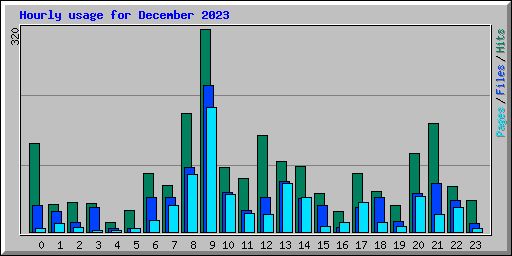 Hourly usage for December 2023
320
Pages / Files / Hits
0 1 2 3 4 5 6 7 8 9 10 11 12 13 14 15 16 17 18 19 20 21 22 23